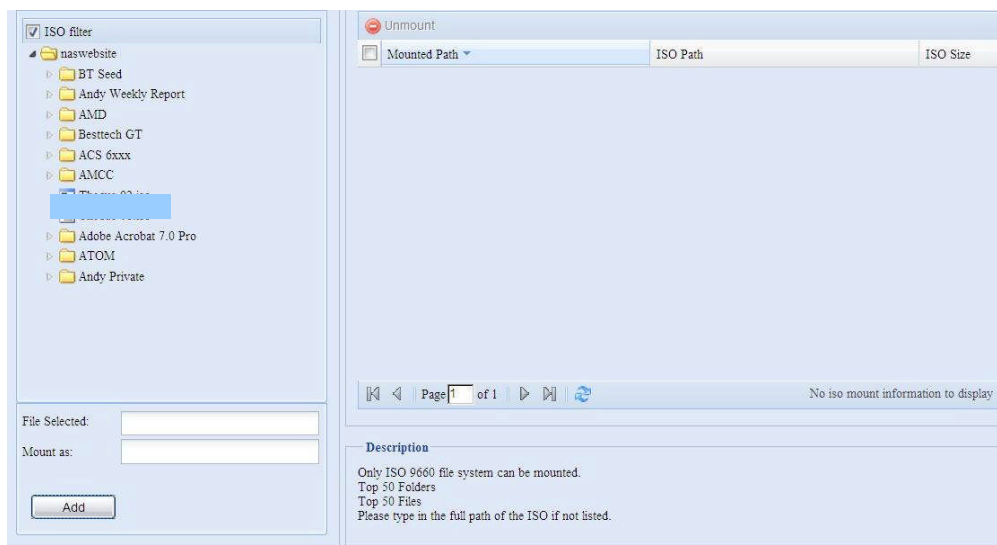 ISO filter
naswebsite
BT Seed
Andy Weekly Report
AMD
Besttech GT
ACS 6xxx
AMCC
Adobe Acrobat 7.0 Pro
ATOM
Andy Private
File Selected:
Mount as:
Add
Unmount
Mounted Path
ISO Path
ISO Size
Page 1 of 1
No iso mount information to display
Description
Only ISO 9660 file system can be mounted.
Top 50 Folders
Top 50 Files
Please type in the full path of the ISO if not listed.